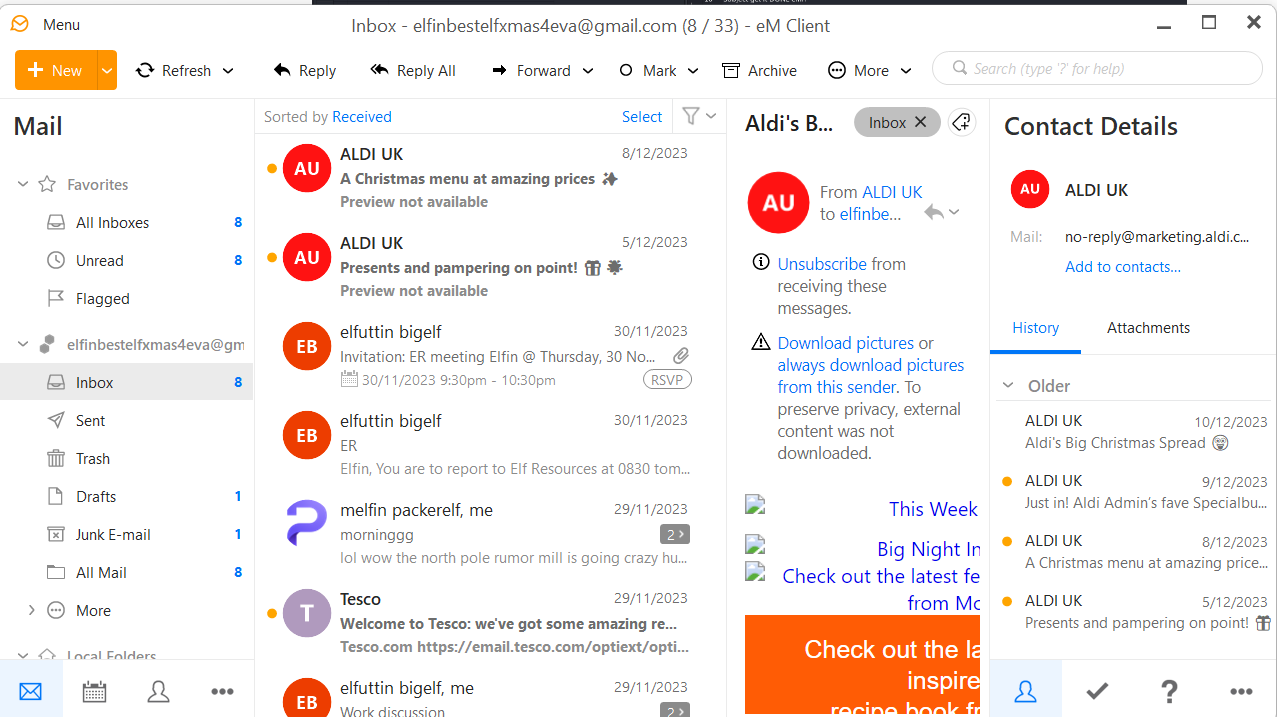 Menu
Inbox - elfinbestelfxmas4eva@gmail.com (8 / 33) - eM Client
New
Refresh
Reply
Reply All
Forward
Mark
Archive
More
Search (type '?' for help)
Mail
Favorites
All Inboxes 8
Unread 8
Flagged
elfinbestelfxmas4eva@gm
Inbox 8
Sent
Trash
Drafts 1
Junk E-mail 1
All Mail 8
More
Local Folders
Sorted by Received
Select
AU
ALDI UK 8/12/2023
A Christmas menu at amazing prices ✨
Preview not available
AU
ALDI UK 5/12/2023
Presents and pampering on point! 🎁
Preview not available
EB
elfuttin bigelf 30/11/2023
Invitation: ER meeting Elfin @ Thursday, 30 No...
30/11/2023 9:30pm - 10:30pm RSVP
EB
elfuttin bigelf 30/11/2023
ER
Elfin, You are to report to Elf Resources at 0830 tom...
melfin packerelf, me 29/11/2023
morninggg 2
lol wow the north pole rumor mill is going crazy hu...
T
Tesco 29/11/2023
Welcome to Tesco: we've got some amazing re...
Tesco.com https://email.tesco.com/optiext/opti...
EB
elfuttin bigelf, me 29/11/2023
Work discussion 2
Aldi's B...
Inbox
AU
From ALDI UK
to elfinbe...
Unsubscribe from
receiving these
messages.
Download pictures or
always download pictures
from this sender. To
preserve privacy, external
content was not
downloaded.
This Week
Big Night In
Check out the latest fe
from Mo
Check out the la
inspire
recipe book fr
Contact Details
AU
ALDI UK
Mail: no-reply@marketing.aldi.c...
Add to contacts...
History
Attachments
Older
ALDI UK 10/12/2023
Aldi's Big Christmas Spread
ALDI UK 9/12/2023
Just in! Aldi Admin's fave Specialbu...
ALDI UK 8/12/2023
A Christmas menu at amazing price...
ALDI UK 5/12/2023
Presents and pampering on point! 🎁